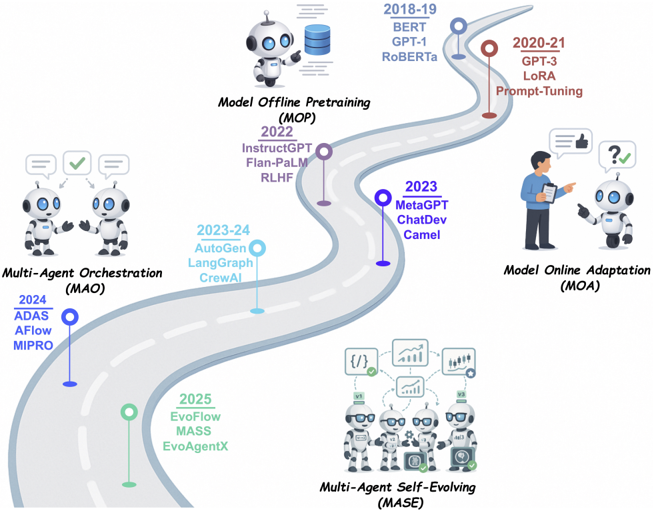 2018-19
BERT
GPT-1
RoBERTa
2020-21
GPT-3
LoRA
Prompt-Tuning
Model Offline Pretraining
(MOP)
2022
InstructGPT
Flan-PaLM
RLHF
2023
MetaGPT
ChatDev
Camel
Model Online Adaptation
(MOA)
Multi-Agent Orchestration
(MAO)
2023-24
AutoGen
LangGraph
CrewAI
2024
ADAS
AFlow
MIPRO
2025
EvoFlow
MASS
EvoAgentX
{/}
v1
Multi-Agent Self-Evolving
(MASE)